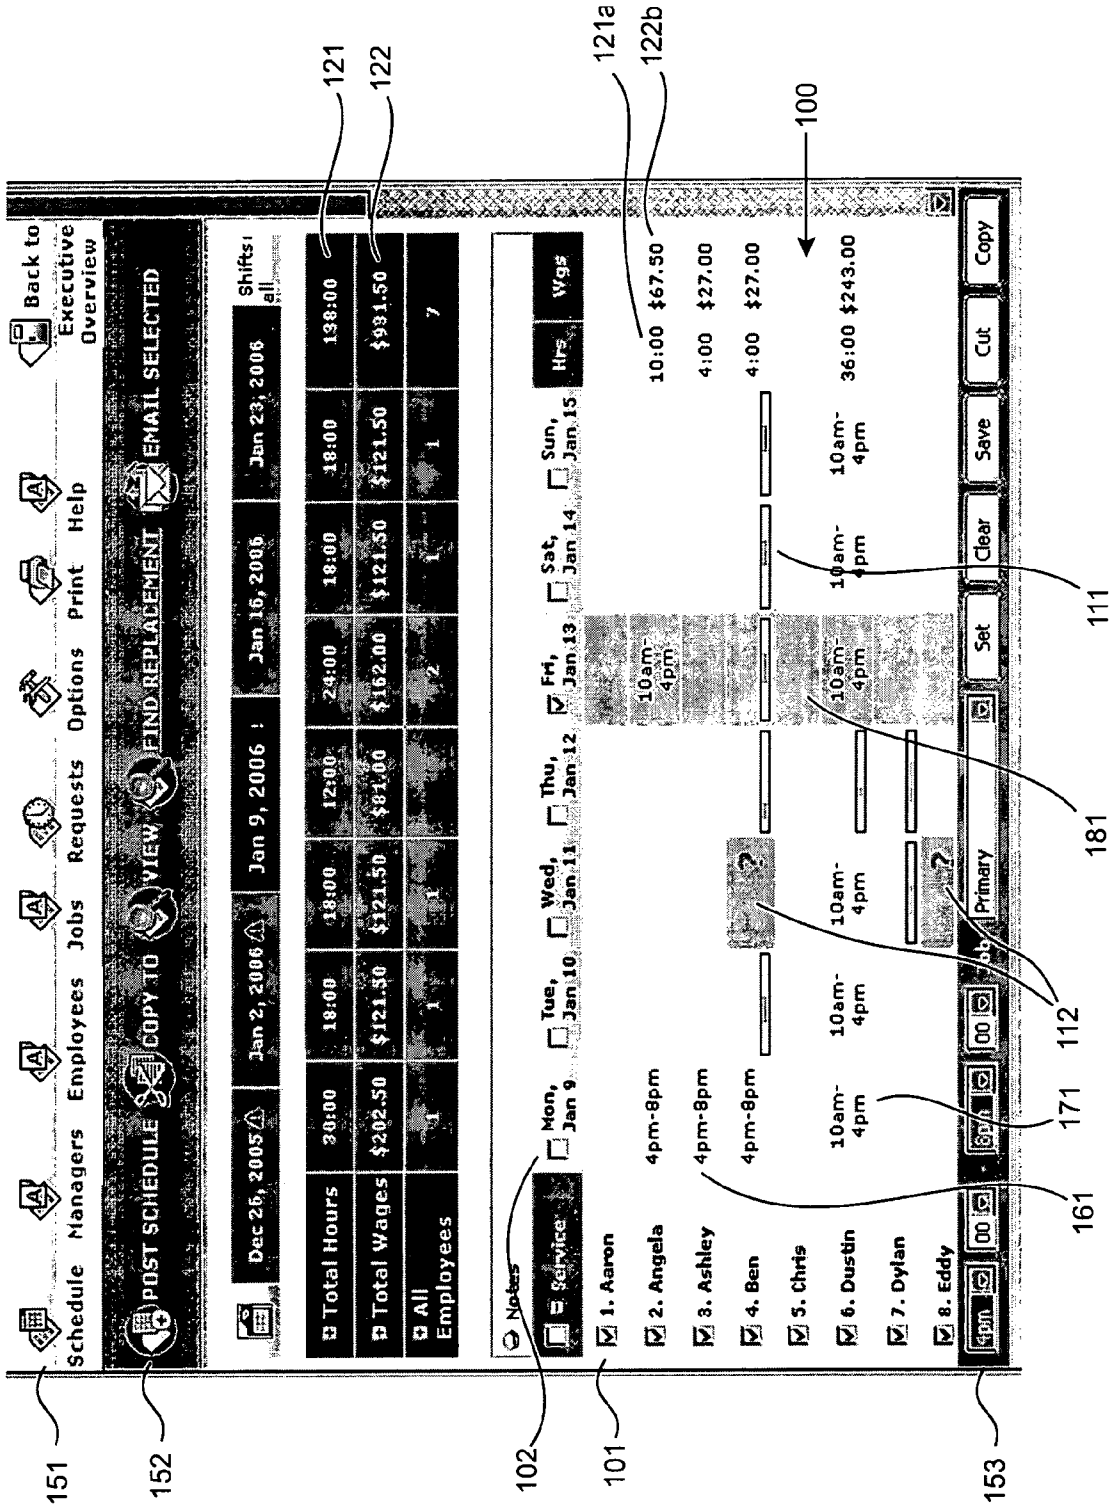 Schedule Managers Employees Jobs Requests Options Print Help Back to Executive Overview
POST SCHEDULE COPY TO VIEW FIND REPLACEMENT EMAIL SELECTED
Dec 26, 2005 Jan 2, 2006 Jan 9, 2006 Jan 16, 2006 Jan 23, 2006 Shifts: all
Total Hours 30:00 18:00 18:00 12:00 24:00 18:00 18:00 138:00
Total Wages $202.50 $121.50 $121.50 $81.00 $162.00 $121.50 $121.50 $931.50
All Employees 1 1 1 2 1 1 7
Notes
Service Mon, Jan 9 Tue, Jan 10 Wed, Jan 11 Thu, Jan 12 Fri, Jan 13 Sat, Jan 14 Sun, Jan 15 Hrs Wgs
1. Aaron
2. Angela 4pm-8pm 10am-4pm 10:00 $67.50
3. Ashley 4pm-8pm 4:00 $27.00
4. Ben 4pm-8pm ? 4:00 $27.00
5. Chris
6. Dustin 10am-4pm 10am-4pm 10am-4pm 10am-4pm 10am-4pm 10am-4pm 36:00 $243.00
7. Dylan
8. Eddy ?
4pm 00 - 8pm 00 Job Primary Set Clear Save Cut Copy
151
152
121
122
102
101
121a
122b
100
153
161
171
112
181
111